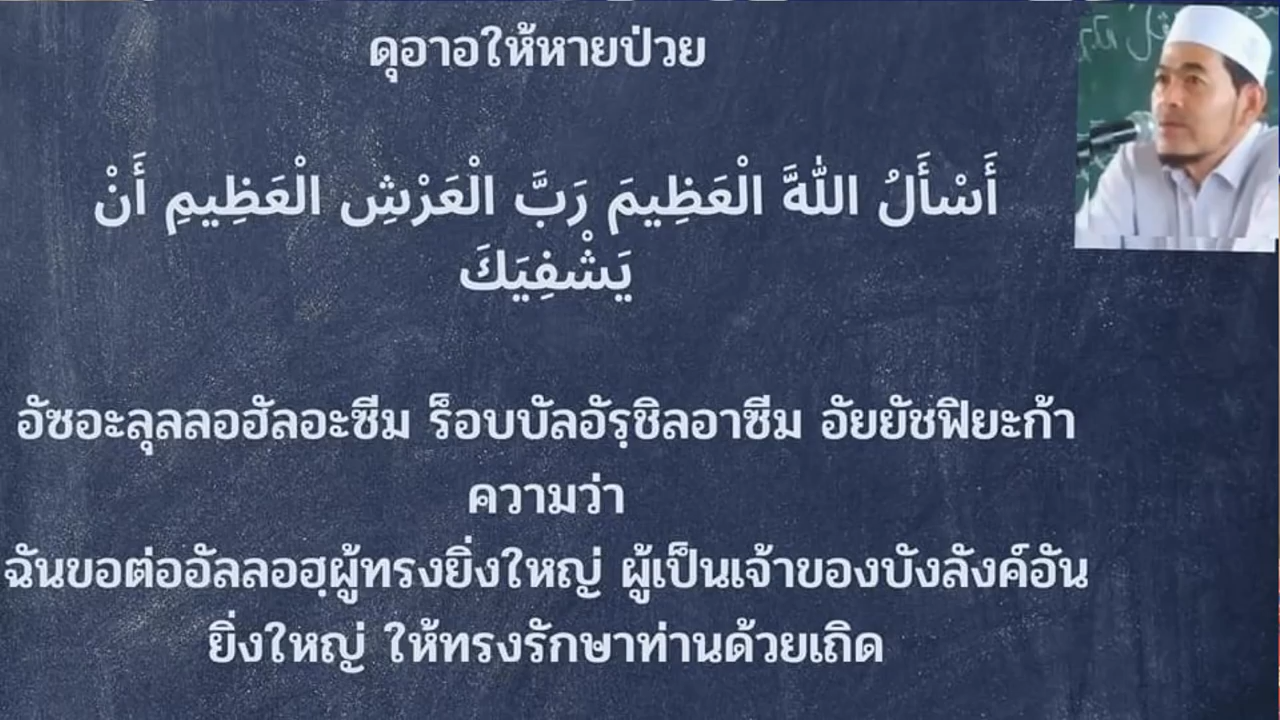 ดุอาอให้หายป่วย
أَسْأَلُ اللَّهَ الْعَظِيمَ رَبَّ الْعَرْشِ الْعَظِيمِ أَنْ
يَشْفِيَكَ
อัซอะลุลลอฮัลอะซีม ร็อบบัลอัรฺชิลอาซีม อัยยัชฟิยะก้า
ความว่า
ฉันขอต่ออัลลอฮฺผู้ทรงยิ่งใหญ่ ผู้เป็นเจ้าของบังลังค์อัน
ยิ่งใหญ่ ให้ทรงรักษาท่านด้วยเถิด